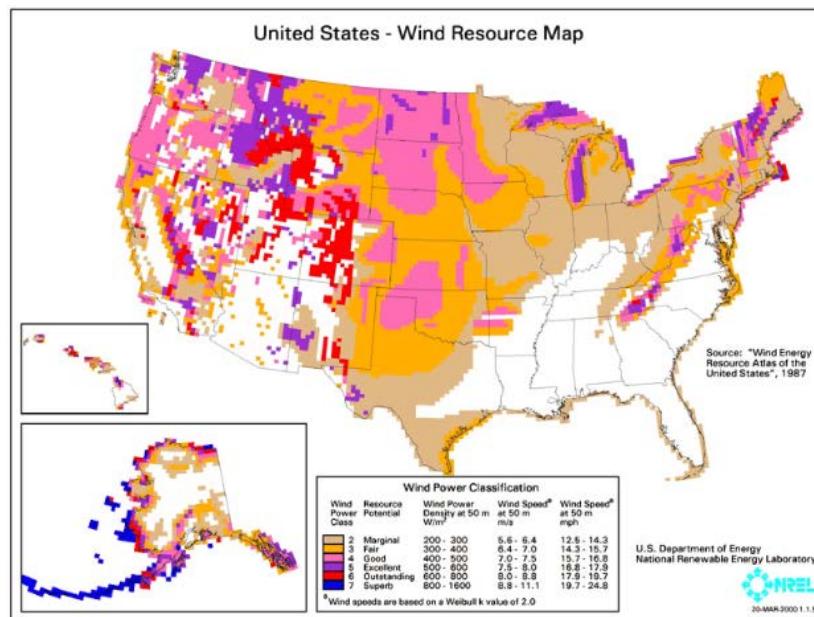 United States - Wind Resource Map
Source: "Wind Energy
Resource Atlas of the
United States", 1987
Wind Power Classification
Wind Power Class
Resource Potential
Wind Power Density at 50 m W/m²
Wind Speedª at 50 m m/s
Wind Speedª at 50 m mph
2 Marginal 200 - 300 5.6 - 6.4 12.5 - 14.3
3 Fair 300 - 400 6.4 - 7.0 14.3 - 15.7
4 Good 400 - 500 7.0 - 7.5 15.7 - 16.8
5 Excellent 500 - 600 7.5 - 8.0 16.8 - 17.9
6 Outstanding 600 - 800 8.0 - 8.8 17.9 - 19.7
7 Superb 800 - 1600 8.8 - 11.1 19.7 - 24.8
ª Wind speeds are based on a Weibull k value of 2.0
U.S. Department of Energy
National Renewable Energy Laboratory
NREL
20-MAR-2000 1.1.9